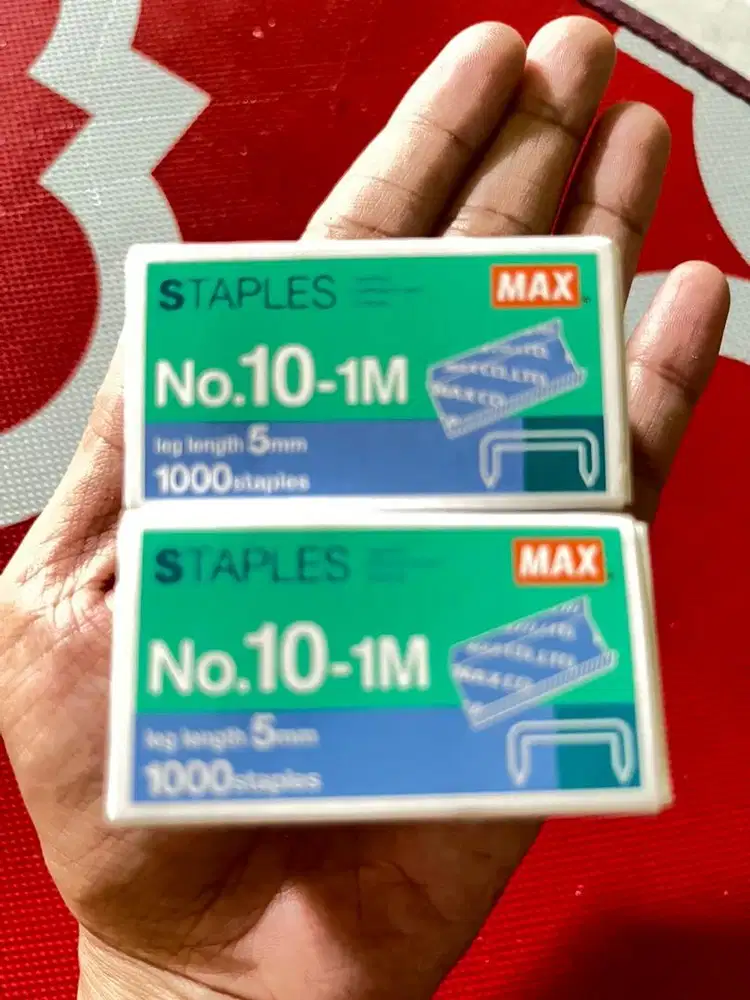 STAPLES
MAX
No.10-1M
leg length 5mm
1000staples
STAPLES
MAX
No.10-1M
leg length 5mm
1000staples